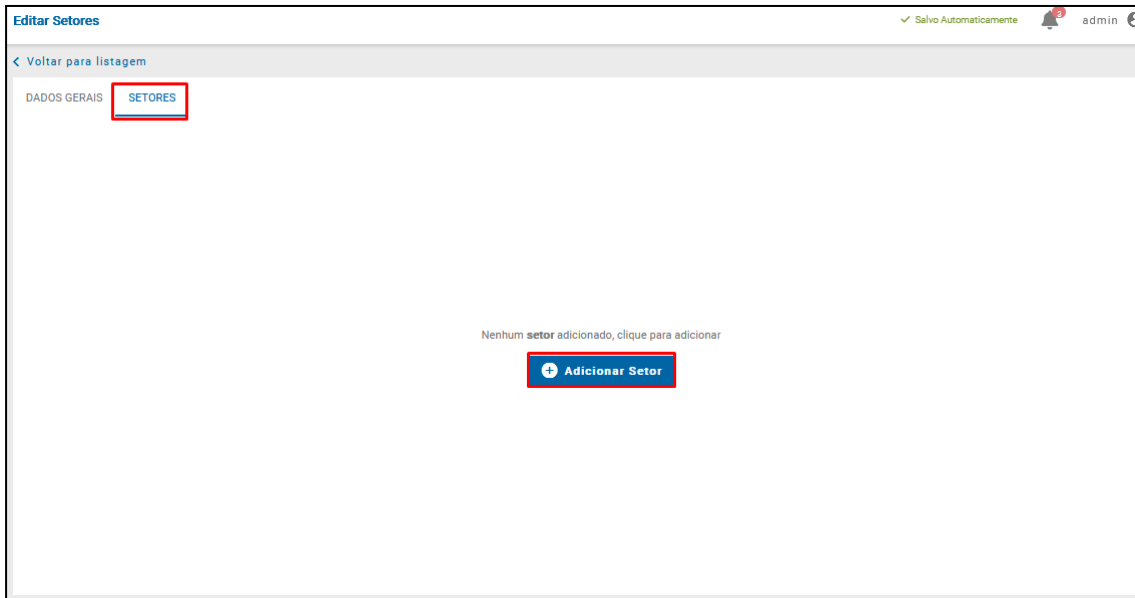 Editar Setores
Salvo Automaticamente
3
admin
Voltar para listagem
DADOS GERAIS SETORES
Nenhum setor adicionado, clique para adicionar
Adicionar Setor